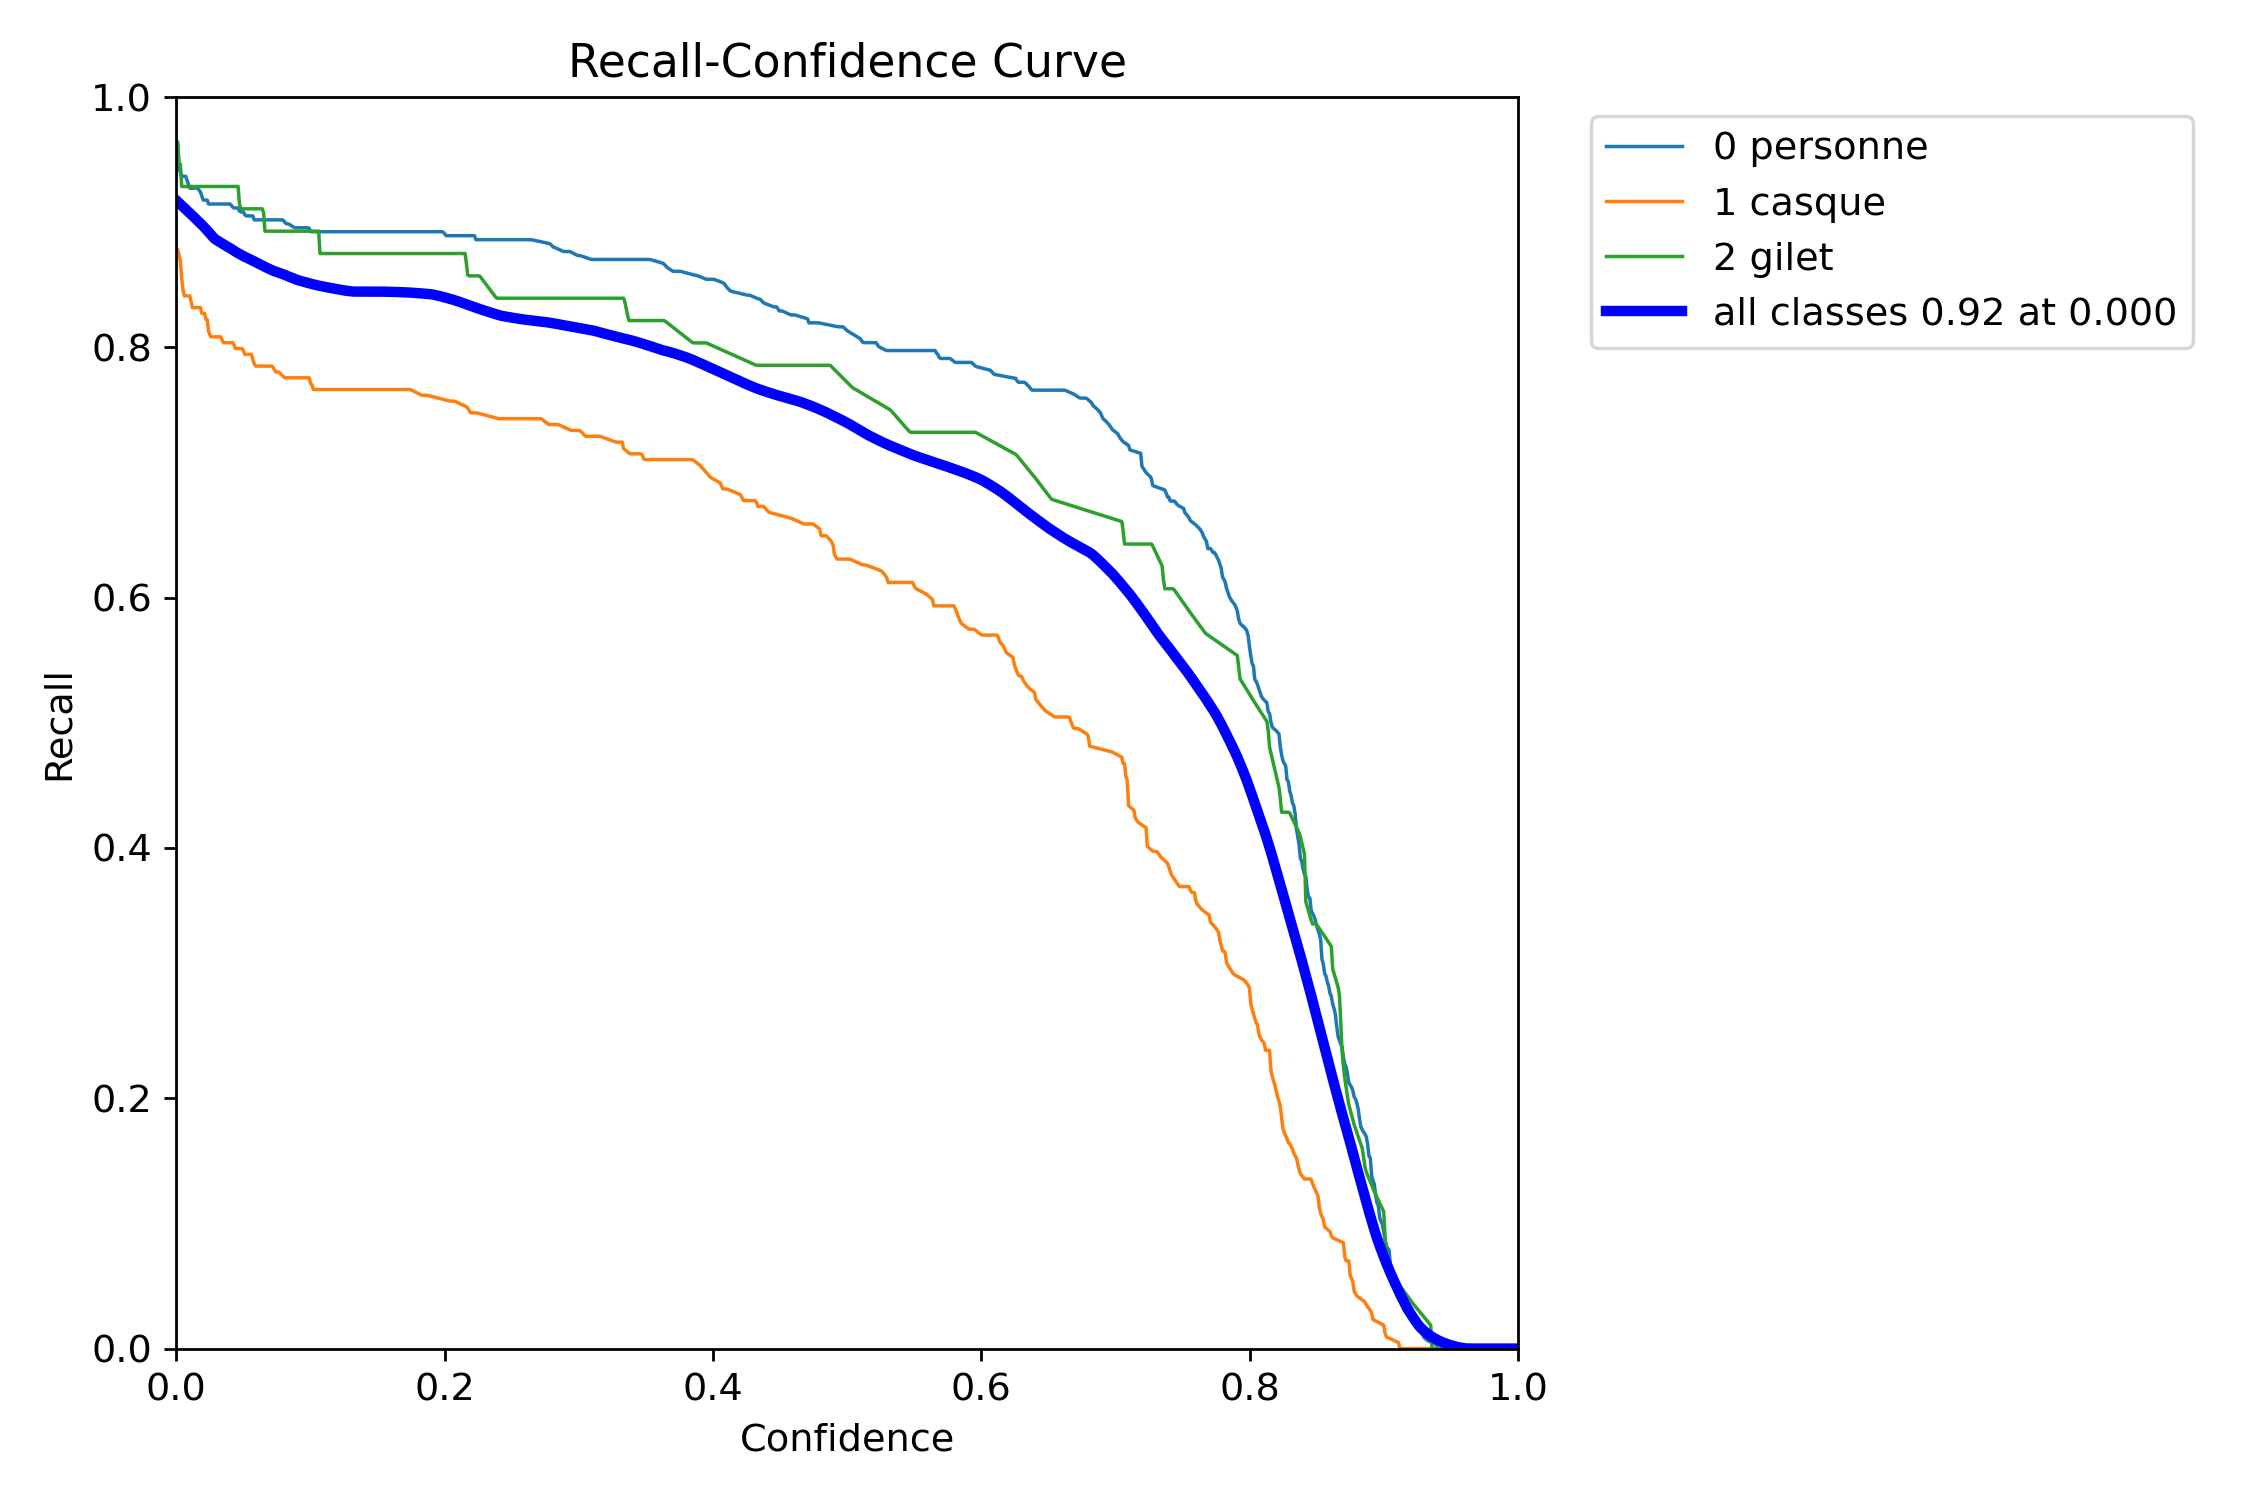 Recall-Confidence Curve
1.0
0.8
0.6
0.4
0.2
0.0
Recall
0.0 0.2 0.4 0.6 0.8 1.0
Confidence
0 personne
1 casque
2 gilet
all classes 0.92 at 0.000